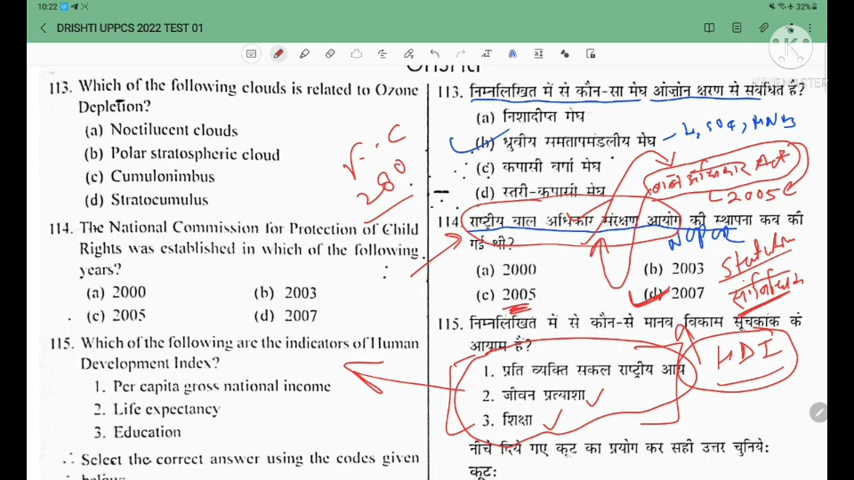 10:22
32%
DRISHTI UPPCS 2022 TEST 01
Drishti
KINEMASTER
113. Which of the following clouds is related to Ozone
Depletion?
(a) Noctilucent clouds
(b) Polar stratospheric cloud
(c) Cumulonimbus
(d) Stratocumulus
114. The National Commission for Protection of Child
Rights was established in which of the following
years?
(a) 2000 (b) 2003
(c) 2005 (d) 2007
115. Which of the following are the indicators of Human
Development Index?
1. Per capita gross national income
2. Life expectancy
3. Education
Select the correct answer using the codes given
below:
280
113. निम्नलिखित में से कौन-सा मेघ ओज़ोन क्षरण से संबंधित है?
(a) निशादीप्त मेघ
(b) ध्रुवीय समतापमंडलीय मेघ
(c) कपासी वर्षा मेघ
(d) स्तरी-कपासी मेघ
2005
114. राष्ट्रीय बाल अधिकार संरक्षण आयोग की स्थापना कब की
गई थी?
NCPCR
(a) 2000 (b) 2003
(c) 2005 (d) 2007
115. निम्नलिखित में से कौन-से मानव विकास सूचकांक के
आयाम हैं?
HDI
1. प्रति व्यक्ति सकल राष्ट्रीय आय
2. जीवन प्रत्याशा
3. शिक्षा
नीचे दिये गए कूट का प्रयोग कर सही उत्तर चुनिये:
कूट: